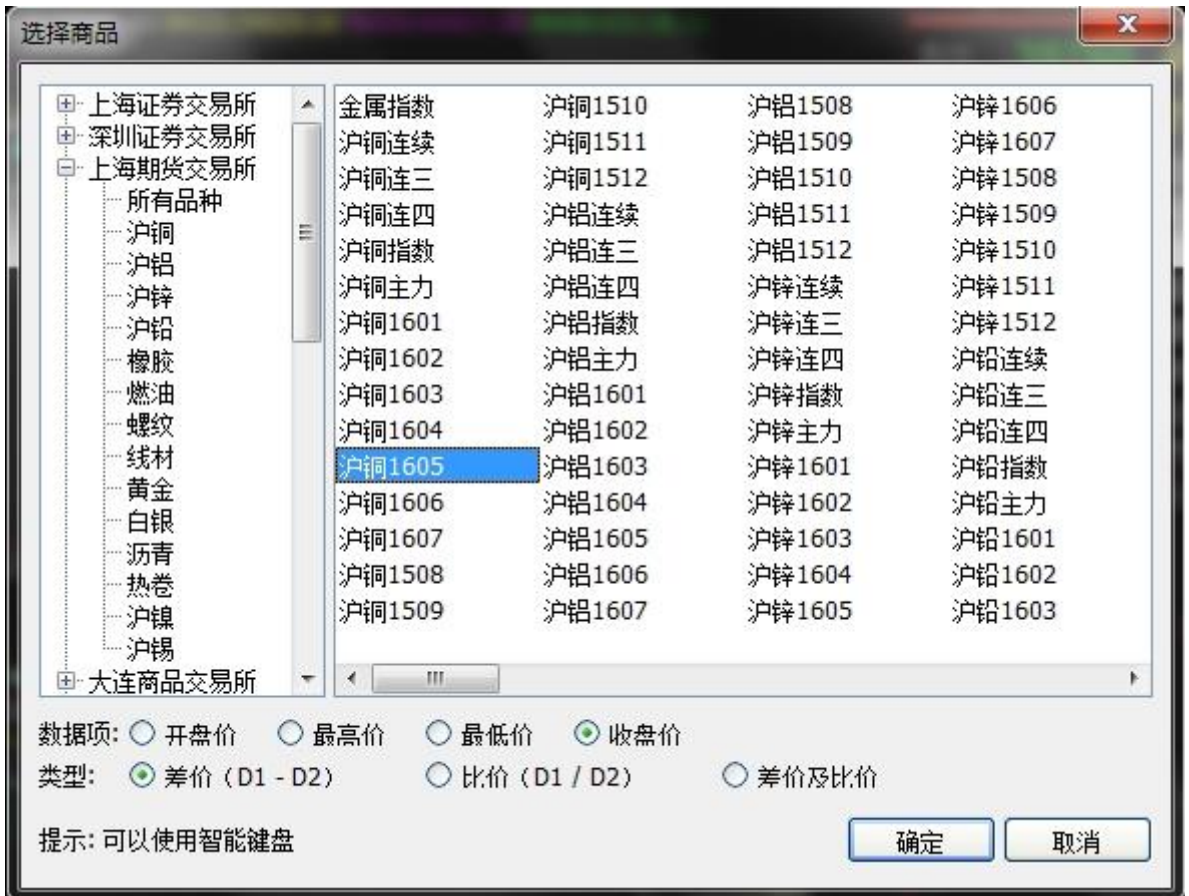 选择商品
上海证券交易所
深圳证券交易所
上海期货交易所
所有品种
沪铜
沪铝
沪锌
沪铅
橡胶
燃油
螺纹
线材
黄金
白银
沥青
热卷
沪镍
沪锡
大连商品交易所
金属指数 沪铜1510 沪铝1508 沪锌1606
沪铜连续 沪铜1511 沪铝1509 沪锌1607
沪铜连三 沪铜1512 沪铝1510 沪锌1508
沪铜连四 沪铝连续 沪铝1511 沪锌1509
沪铜指数 沪铝连三 沪铝1512 沪锌1510
沪铜主力 沪铝连四 沪锌连续 沪锌1511
沪铜1601 沪铝指数 沪锌连三 沪锌1512
沪铜1602 沪铝主力 沪锌连四 沪铅连续
沪铜1603 沪铝1601 沪锌指数 沪铅连三
沪铜1604 沪铝1602 沪锌主力 沪铅连四
沪铜1605 沪铝1603 沪锌1601 沪铅指数
沪铜1606 沪铝1604 沪锌1602 沪铅主力
沪铜1607 沪铝1605 沪锌1603 沪铅1601
沪铜1508 沪铝1606 沪锌1604 沪铅1602
沪铜1509 沪铝1607 沪锌1605 沪铅1603
数据项: 开盘价 最高价 最低价 收盘价
类型: 差价（D1 - D2） 比价（D1 / D2） 差价及比价
提示: 可以使用智能键盘 确定 取消